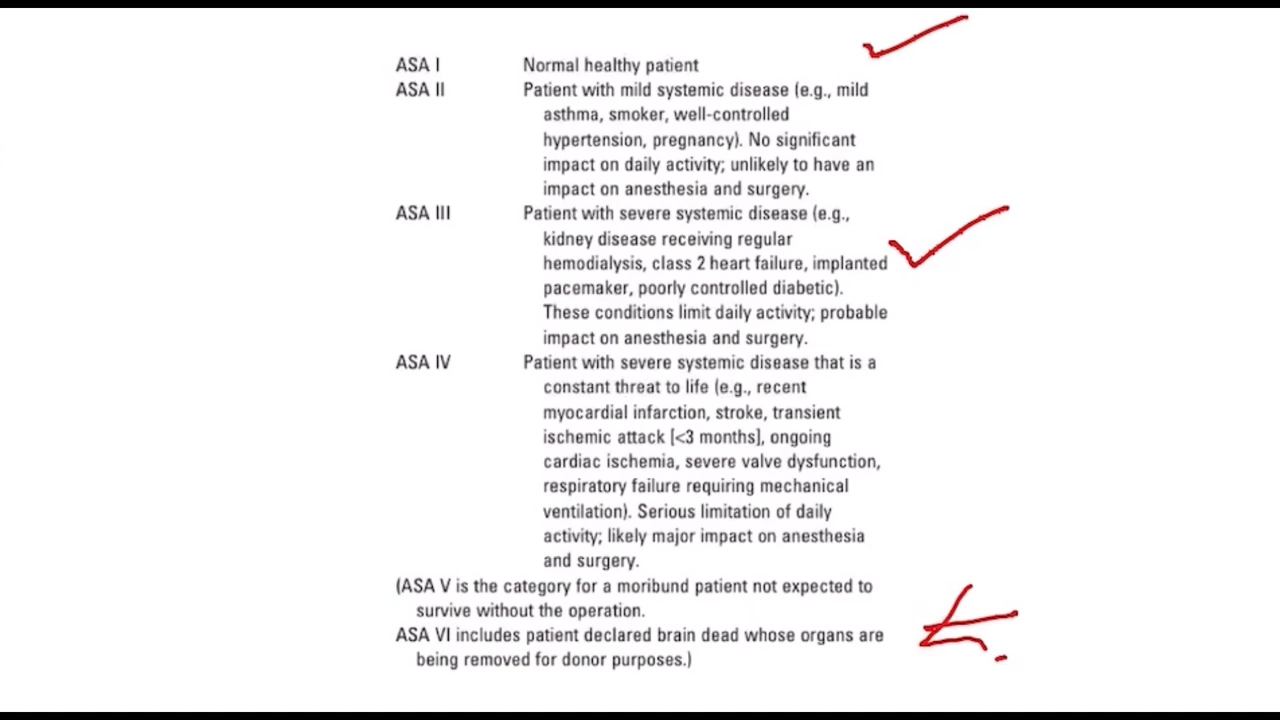 ASA I Normal healthy patient
ASA II Patient with mild systemic disease (e.g., mild
asthma, smoker, well-controlled
hypertension, pregnancy). No significant
impact on daily activity; unlikely to have an
impact on anesthesia and surgery.
ASA III Patient with severe systemic disease (e.g.,
kidney disease receiving regular
hemodialysis, class 2 heart failure, implanted
pacemaker, poorly controlled diabetic).
These conditions limit daily activity; probable
impact on anesthesia and surgery.
ASA IV Patient with severe systemic disease that is a
constant threat to life (e.g., recent
myocardial infarction, stroke, transient
ischemic attack [<3 months], ongoing
cardiac ischemia, severe valve dysfunction,
respiratory failure requiring mechanical
ventilation). Serious limitation of daily
activity; likely major impact on anesthesia
and surgery.
(ASA V is the category for a moribund patient not expected to
survive without the operation.
ASA VI includes patient declared brain dead whose organs are
being removed for donor purposes.)